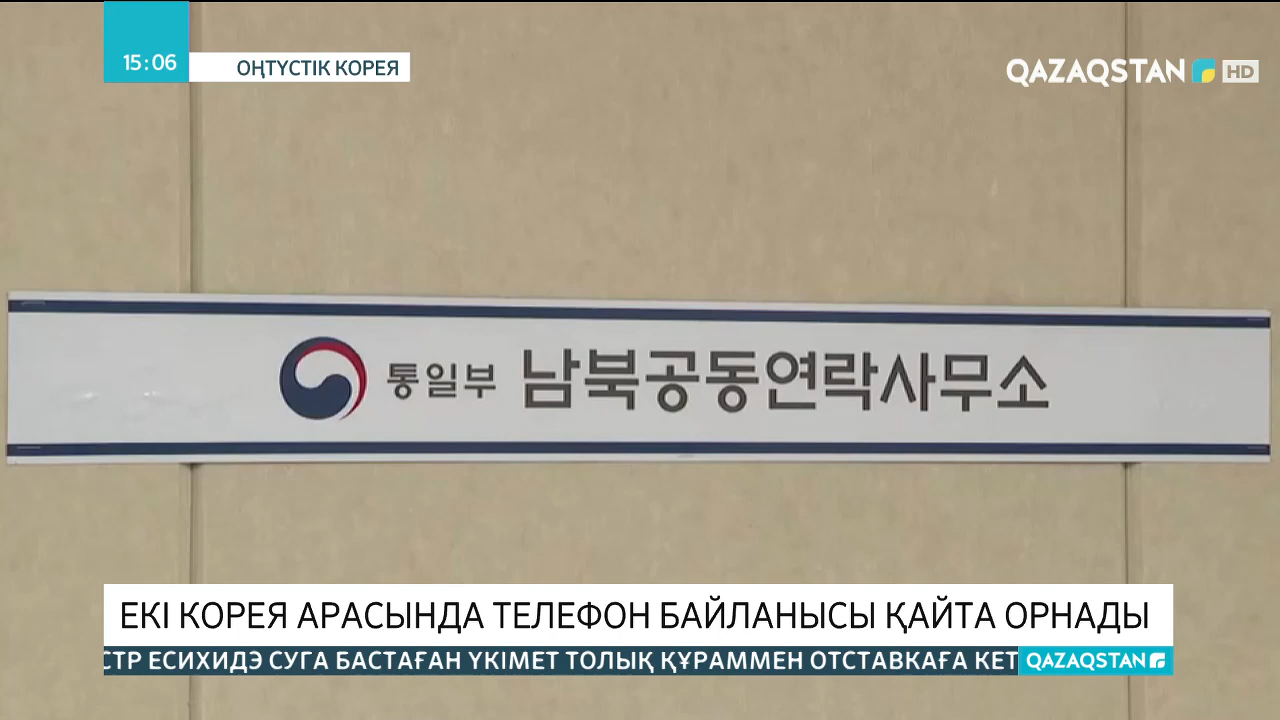 15:06
ОҢТҮСТІК КОРЕЯ
QAZAQSTAN HD
통일부 남북공동연락사무소
ЕКІ КОРЕЯ АРАСЫНДА ТЕЛЕФОН БАЙЛАНЫСЫ ҚАЙТА ОРНАДЫ
СТР ЕСИХИДЭ СУГА БАСТАҒАН ҮКІМЕТ ТОЛЫҚ ҚҰРАММЕН ОТСТАВКАҒА КЕТ
QAZAQSTAN